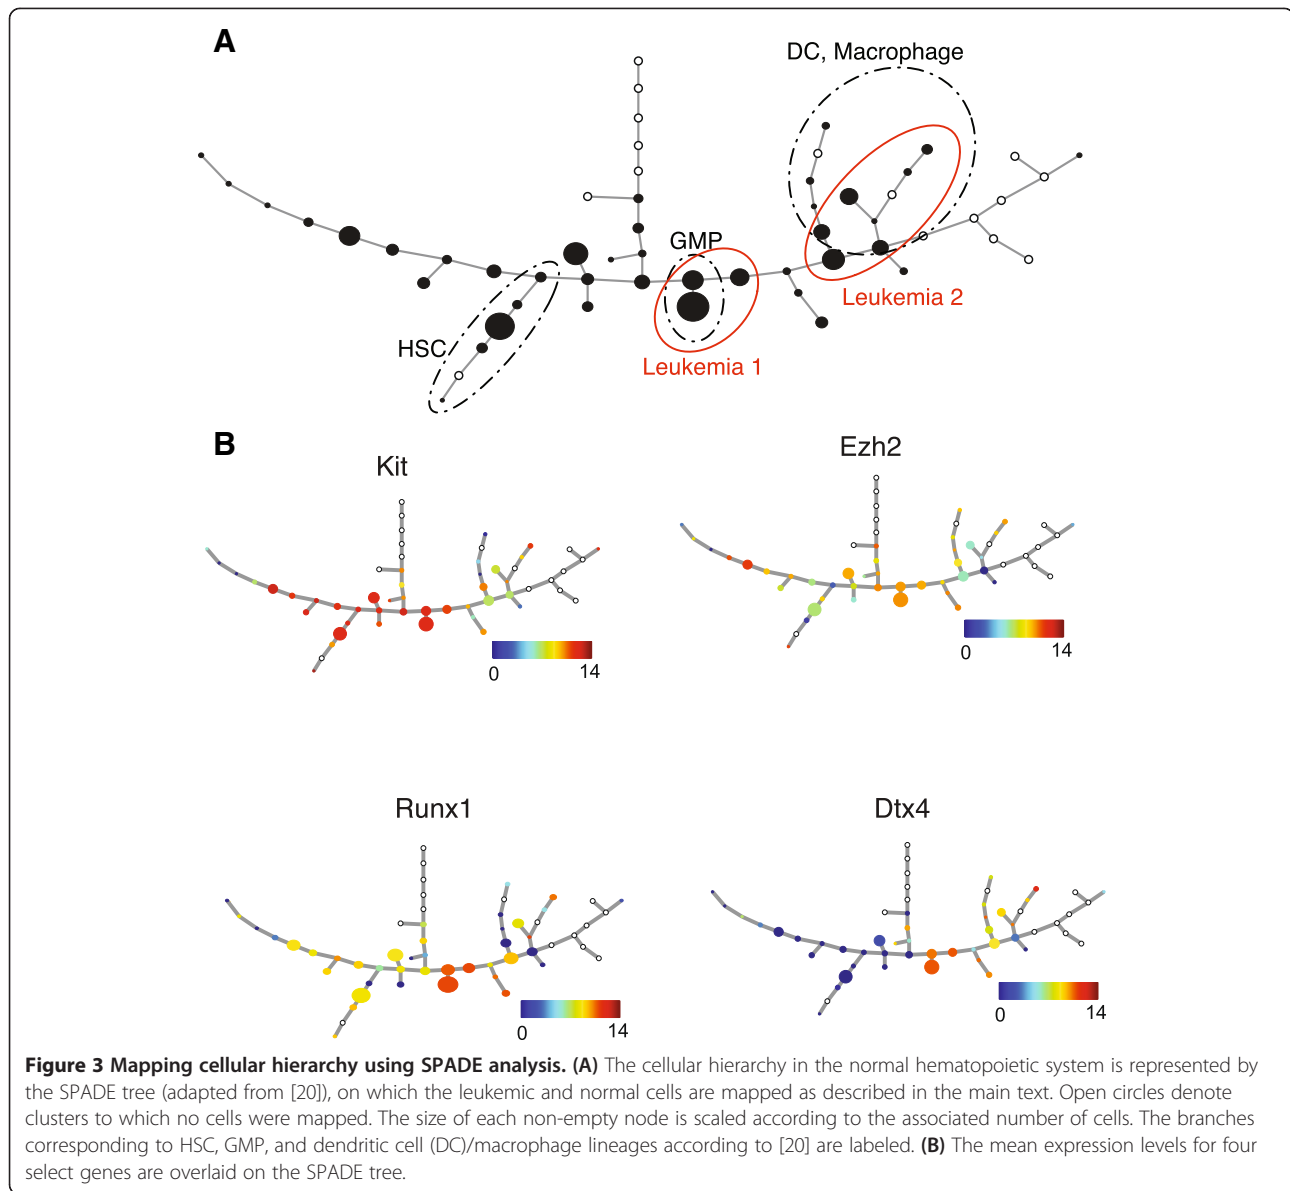 A
DC, Macrophage
GMP
Leukemia 2
HSC
Leukemia 1
B
Kit
Ezh2
0
14
0
14
Runx1
Dtx4
0
14
0
14
Figure 3 Mapping cellular hierarchy using SPADE analysis. (A) The cellular hierarchy in the normal hematopoietic system is represented by
the SPADE tree (adapted from [20]), on which the leukemic and normal cells are mapped as described in the main text. Open circles denote
clusters to which no cells were mapped. The size of each non-empty node is scaled according to the associated number of cells. The branches
corresponding to HSC, GMP, and dendritic cell (DC)/macrophage lineages according to [20] are labeled. (B) The mean expression levels for four
select genes are overlaid on the SPADE tree.